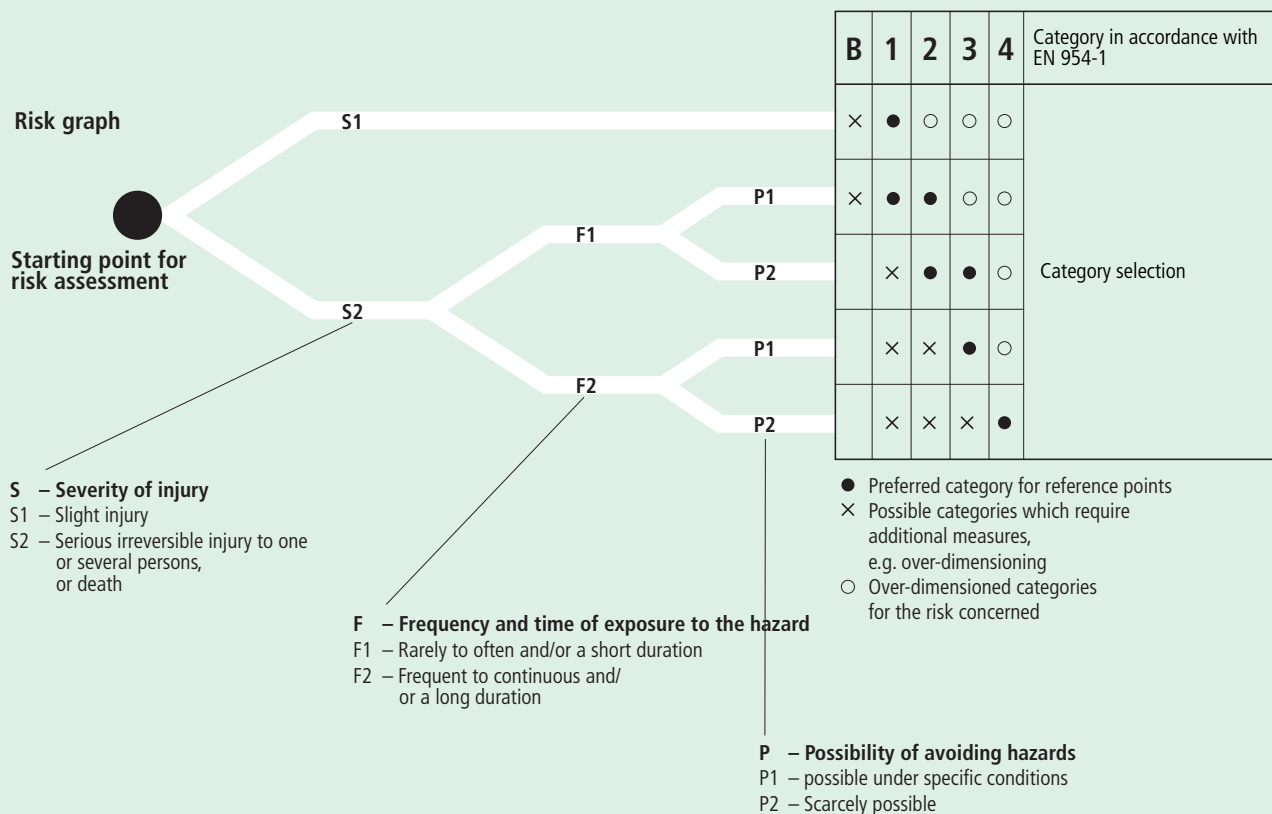 B 1 2 3 4 Category in accordance with
EN 954-1
Risk graph
S1
× ● ○ ○ ○
P1
× ● ● ○ ○
F1
Starting point for
risk assessment
P2
× ● ● ○
Category selection
S2
P1
× × ● ○
F2
P2
× × × ●
S – Severity of injury
S1 – Slight injury
S2 – Serious irreversible injury to one
or several persons,
or death
● Preferred category for reference points
× Possible categories which require
additional measures,
e.g. over-dimensioning
○ Over-dimensioned categories
for the risk concerned
F – Frequency and time of exposure to the hazard
F1 – Rarely to often and/or a short duration
F2 – Frequent to continuous and/
or a long duration
P – Possibility of avoiding hazards
P1 – possible under specific conditions
P2 – Scarcely possible